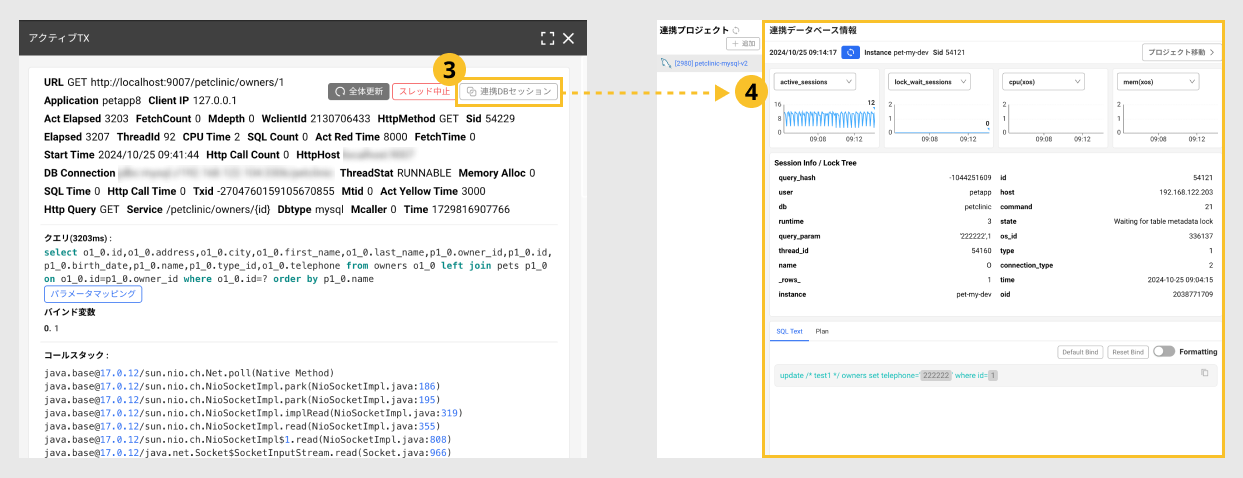 アクティブTX
URL GET http://localhost:9007/petclinic/owners/1
3
全体更新 スレッド中止 連携DBセッション
Application petapp8 Client IP 127.0.0.1
Act Elapsed 3203 FetchCount 0 Mdepth 0 WclientId 2130706433 HttpMethod GET Sid 54229
Elapsed 3207 ThreadId 92 CPU Time 2 SQL Count 0 Act Red Time 8000 FetchTime 0
Start Time 2024/10/25 09:41:44 Http Call Count 0 HttpHost
DB Connection ThreadStat RUNNABLE Memory Alloc 0
SQL Time 0 Http Call Time 0 Txid -2704760159105670855 Mtid 0 Act Yellow Time 3000
Http Query GET Service /petclinic/owners/{id} Dbtype mysql Mcaller 0 Time 1729816907766
クエリ(3203ms) :
select o1_0.id,o1_0.address,o1_0.city,o1_0.first_name,o1_0.last_name,p1_0.owner_id,p1_0.id,
p1_0.birth_date,p1_0.name,p1_0.type_id,o1_0.telephone from owners o1_0 left join pets p1_0
on o1_0.id=p1_0.owner_id where o1_0.id=? order by p1_0.name
パラメータマッピング
バインド変数
0. 1
コールスタック :
java.base@17.0.12/sun.nio.ch.Net.poll(Native Method)
java.base@17.0.12/sun.nio.ch.NioSocketImpl.park(NioSocketImpl.java:186)
java.base@17.0.12/sun.nio.ch.NioSocketImpl.park(NioSocketImpl.java:195)
java.base@17.0.12/sun.nio.ch.NioSocketImpl.implRead(NioSocketImpl.java:319)
java.base@17.0.12/sun.nio.ch.NioSocketImpl.read(NioSocketImpl.java:355)
java.base@17.0.12/sun.nio.ch.NioSocketImpl$1.read(NioSocketImpl.java:808)
java.base@17.0.12/java.net.Socket$SocketInputStream.read(Socket.java:966)
4
連携プロジェクト
+ 追加
[2980] petclinic-mysql-v2
連携データベース情報
2024/10/25 09:14:17 Instance pet-my-dev Sid 54121 プロジェクト移動
active_sessions lock_wait_sessions cpu(xos) mem(xos)
16 12 2 2 2
8 1 1 1
0 0 0 0 0
09:08 09:12 09:08 09:12 09:08 09:12 09:08 09:12
Session Info / Lock Tree
query_hash -1044251609 id 54121
user petapp host 192.168.122.203
db petclinic command 21
runtime 3 state Waiting for table metadata lock
query_param '222222',1 os_id 336137
thread_id 54160 type 1
name O connection_type 2
_rows_ 1 time 2024-10-25 09:04:15
instance pet-my-dev oid 2038771709
SQL Text Plan
Default Bind Reset Bind Formatting
update /* test1 */ owners set telephone='222222' where id=1